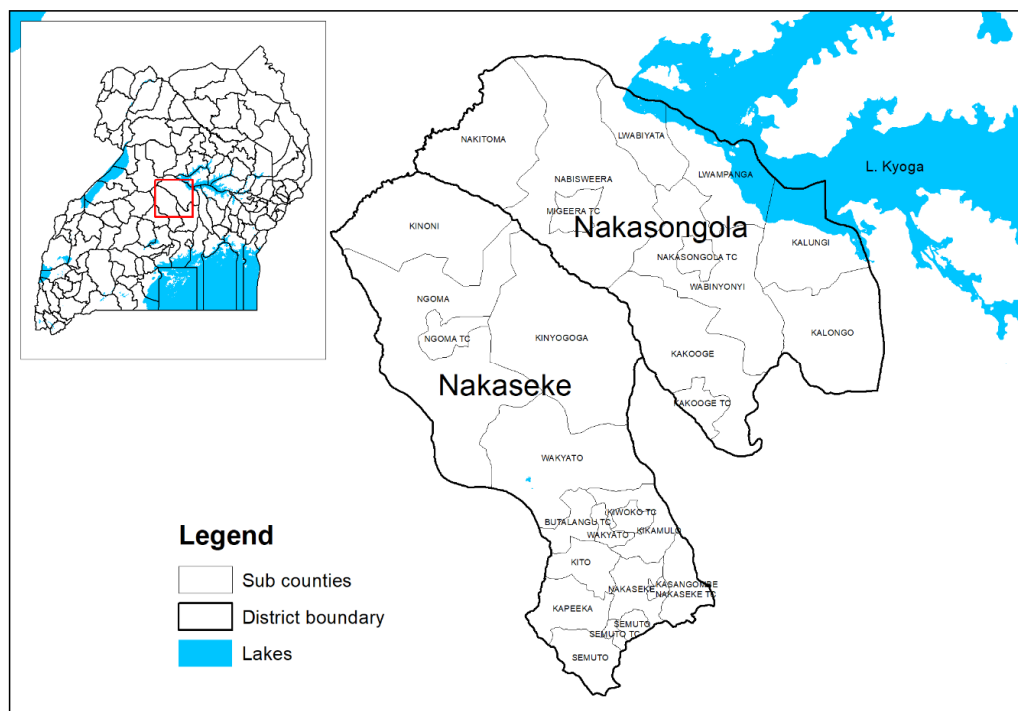 NAKITOMA
LWABIYATA
L. Kyoga
LWAMPANGA
NABISWEERA
MIGEERA TC
KINONI
Nakasongola
KALUNGI
NAKASONGOLA TC
WABINYONYI
NGOMA
KALONGO
NGOMA TC
KINYOGOGA
KAKOOGE
Nakaseke
KAKOOGE TC
WAKYATO
KIWOKO TC
BUTALANGU TC
KIKAMULO
WAKYATO
KITO
NAKASEKE
KASANGOMBE
NAKASEKE TC
KAPEEKA
SEMUTO
SEMUTO TC
SEMUTO
Legend
Sub counties
District boundary
Lakes